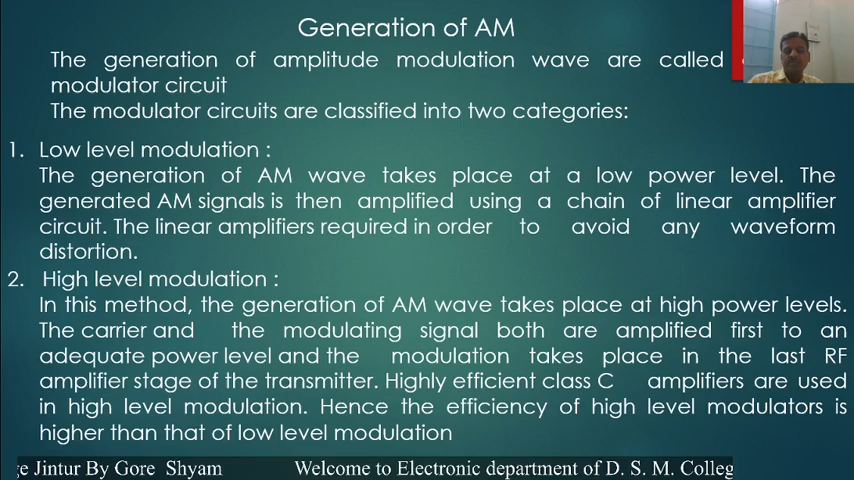 Generation of AM
The generation of amplitude modulation wave are called
modulator circuit
The modulator circuits are classified into two categories:
1. Low level modulation :
The generation of AM wave takes place at a low power level. The
generated AM signals is then amplified using a chain of linear amplifier
circuit. The linear amplifiers required in order to avoid any waveform
distortion.
2. High level modulation :
In this method, the generation of AM wave takes place at high power levels.
The carrier and the modulating signal both are amplified first to an
adequate power level and the modulation takes place in the last RF
amplifier stage of the transmitter. Highly efficient class C amplifiers are used
in high level modulation. Hence the efficiency of high level modulators is
higher than that of low level modulation
ge Jintur By Gore Shyam Welcome to Electronic department of D. S. M. Colleg